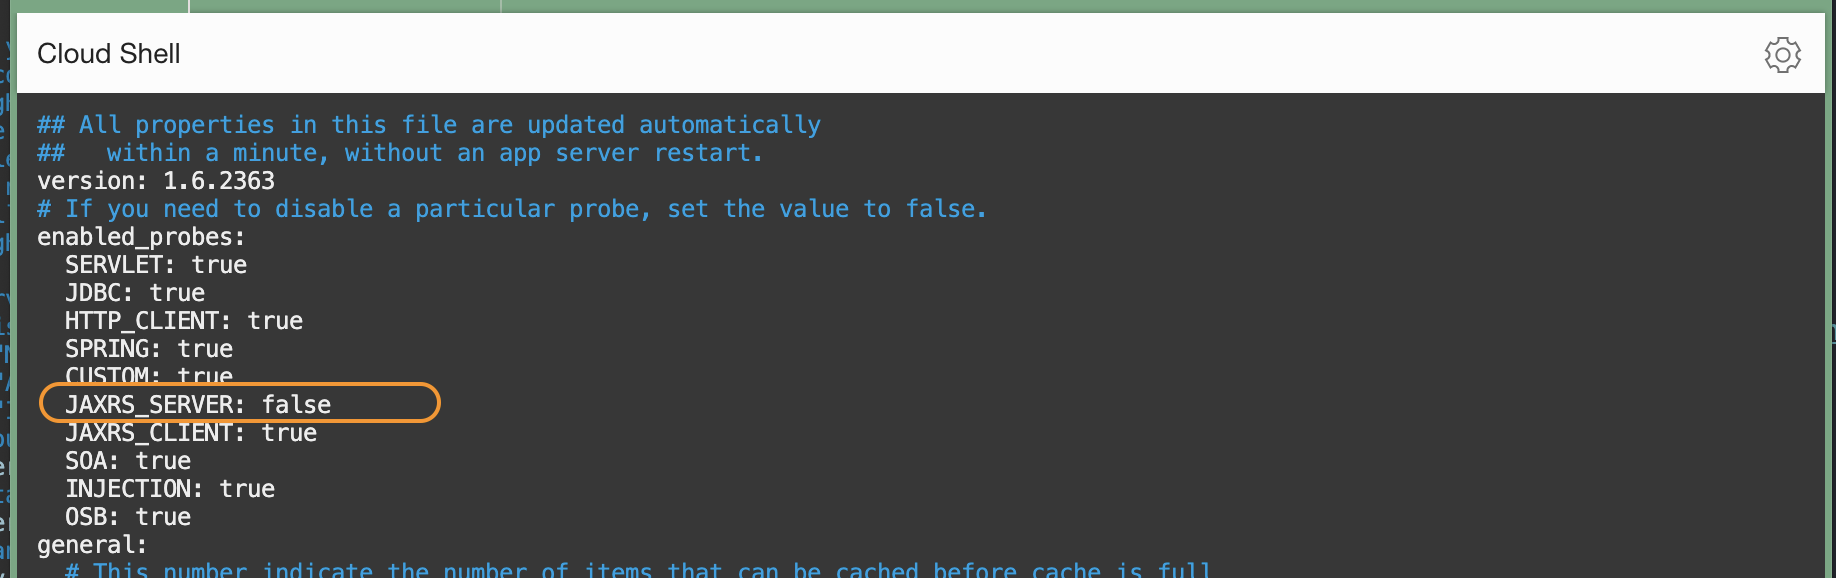 Cloud Shell
## All properties in this file are updated automatically
##   within a minute, without an app server restart.
version: 1.6.2363
# If you need to disable a particular probe, set the value to false.
enabled_probes:
  SERVLET: true
  JDBC: true
  HTTP_CLIENT: true
  SPRING: true
  CUSTOM: true
  JAXRS_SERVER: false
  JAXRS_CLIENT: true
  SOA: true
  INJECTION: true
  OSB: true
general:
  # This number indicate the number of items that can be cached before cache is full